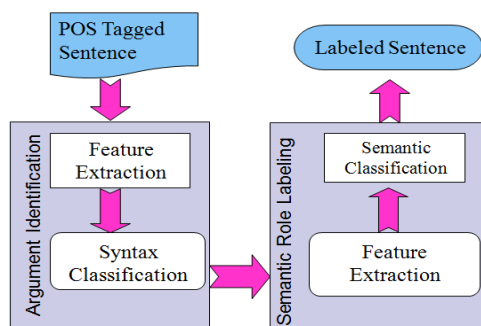 POS Tagged
Sentence
Labeled Sentence
Argument Identification
Feature
Extraction
Syntax
Classification
Semantic Role Labeling
Semantic
Classification
Feature
Extraction